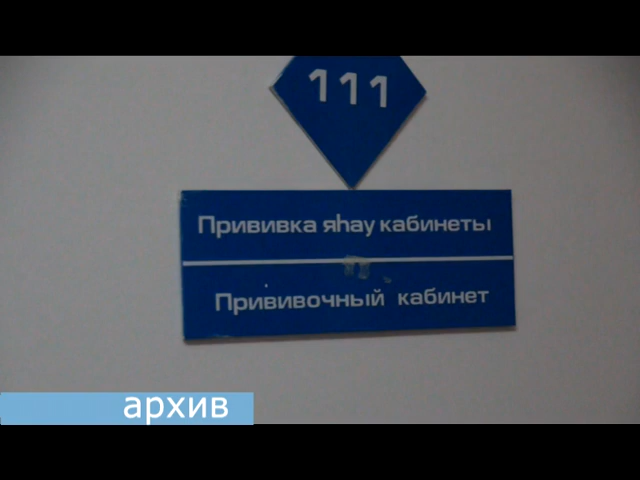 111
Прививка яһау кабинеты
Прививочный кабинет
архив